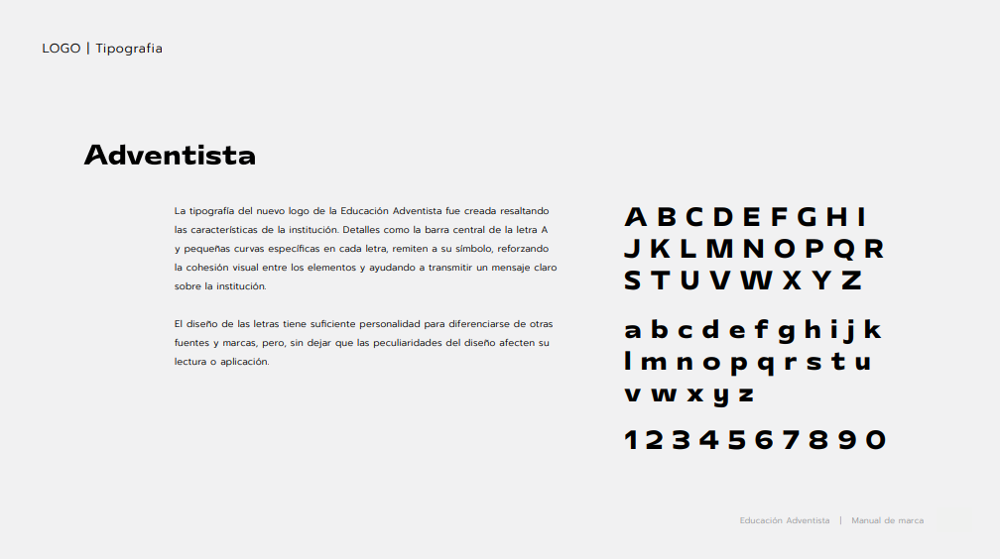 LOGO | Tipografia
Adventista
La tipografía del nuevo logo de la Educación Adventista fue creada resaltando
las características de la institución. Detalles como la barra central de la letra A
y pequeñas curvas específicas en cada letra, remiten a su símbolo, reforzando
la cohesión visual entre los elementos y ayudando a transmitir un mensaje claro
sobre la institución.
El diseño de las letras tiene suficiente personalidad para diferenciarse de otras
fuentes y marcas, pero, sin dejar que las peculiaridades del diseño afecten su
lectura o aplicación.
A B C D E F G H I
J K L M N O P Q R
S T U V W X Y Z
a b c d e f g h i j k
l m n o p q r s t u
v w x y z
1 2 3 4 5 6 7 8 9 0
Educación Adventista | Manual de marca